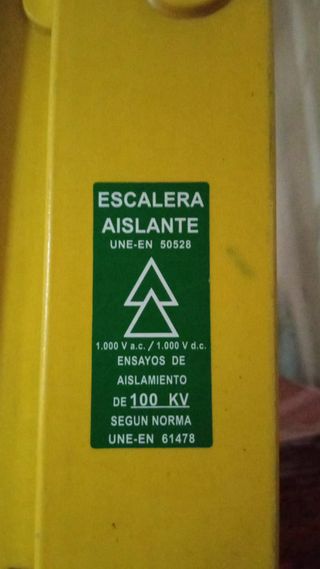 ESCALERA
AISLANTE
UNE-EN 50528
1.000 V a.c. / 1.000 V d.c.
ENSAYOS DE
AISLAMIENTO
DE 100 KV
SEGUN NORMA
UNE-EN 61478